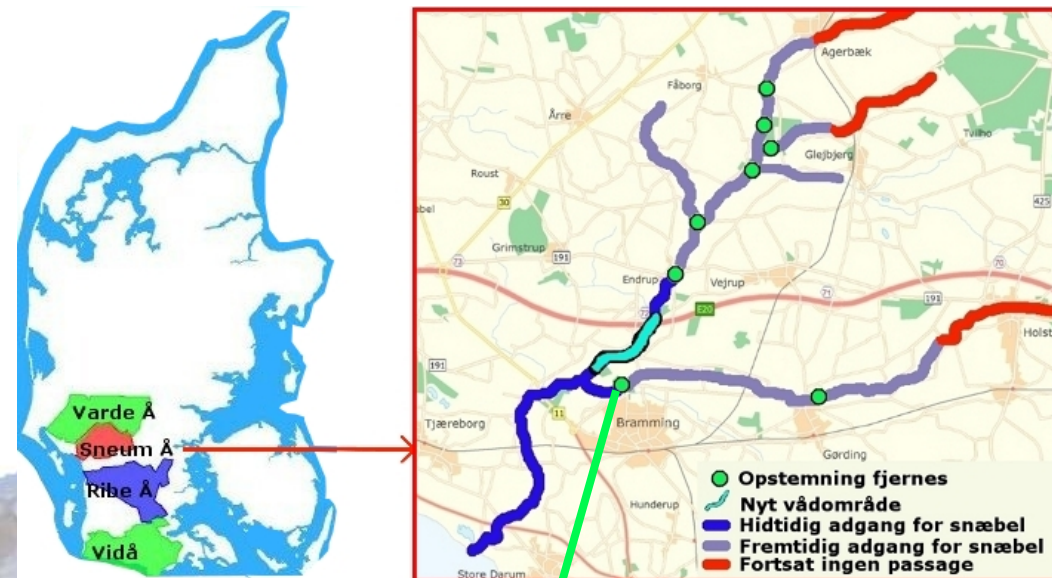 Varde Å
Sneum Å
Ribe Å
Vidå
Agerbæk
Fåborg
Årre
Tvilho
Glejbjerg
Roust
30
425
Grimstrup
191
73
70
Endrup
Vejrup
71
191
E20
Holst
191
11
Tjæreborg
Bramming
Gørding
Hunderup
Store Darum
Opstemning fjernes
Nyt vådområde
Hidtidig adgang for snæbel
Fremtidig adgang for snæbel
Fortsat ingen passage